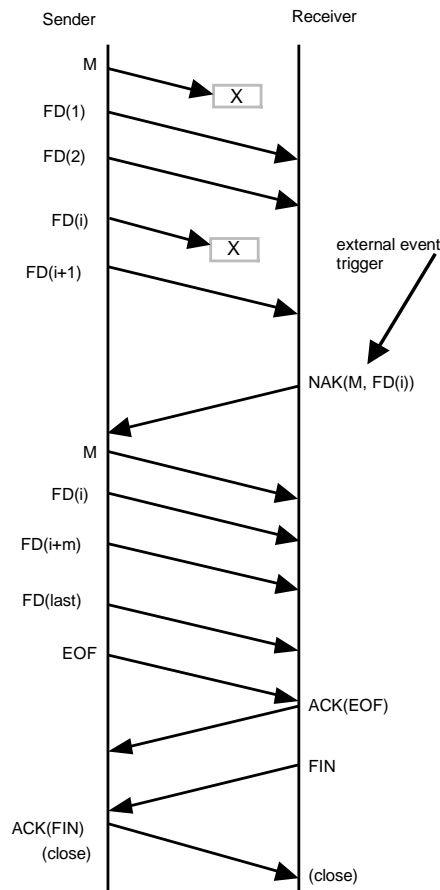 Sender
Receiver
M
X
FD(1)
FD(2)
FD(i)
X
external event
trigger
FD(i+1)
NAK(M, FD(i))
M
FD(i)
FD(i+m)
FD(last)
EOF
ACK(EOF)
FIN
ACK(FIN)
(close)
(close)